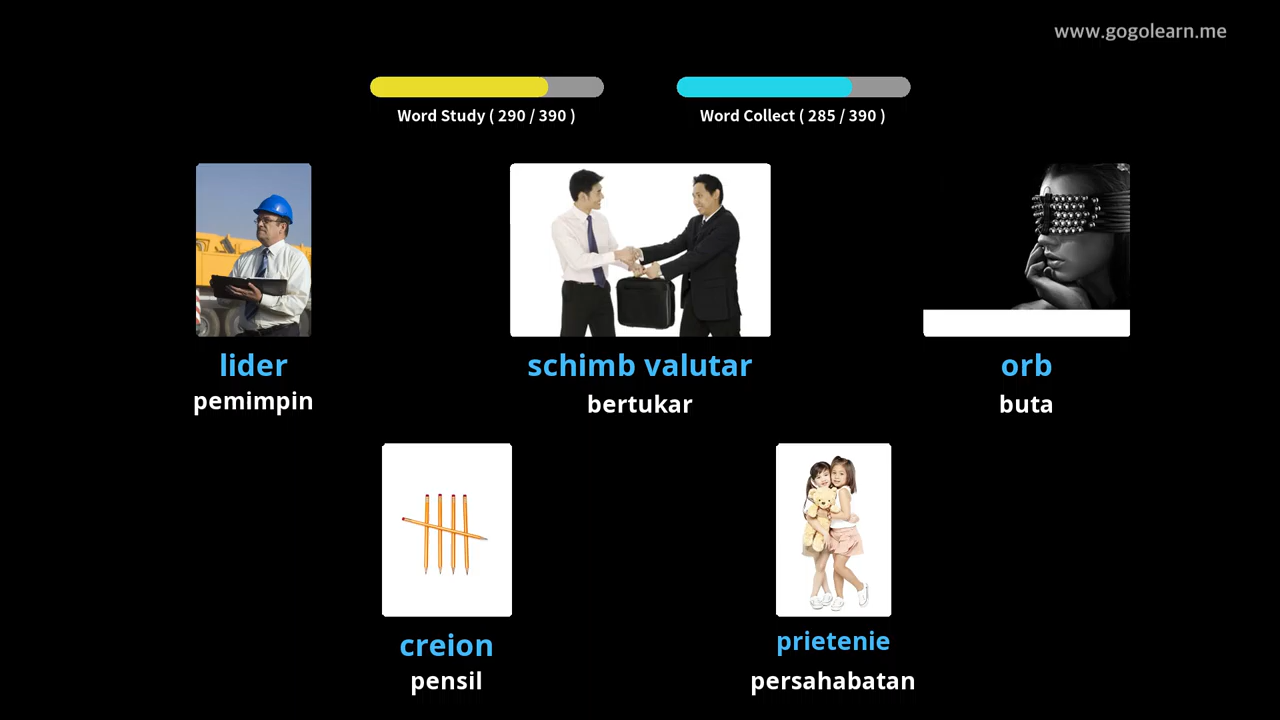 www.gogolearn.me
Word Study ( 290 / 390 )
Word Collect ( 285 / 390 )
lider
pemimpin
schimb valutar
bertukar
orb
buta
creion
pensil
prietenie
persahabatan